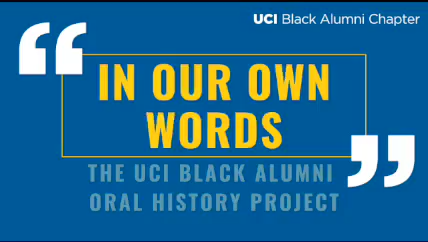 UCI Black Alumni Chapter
“
IN OUR OWN
WORDS
”
THE UCI BLACK ALUMNI
ORAL HISTORY PROJECT